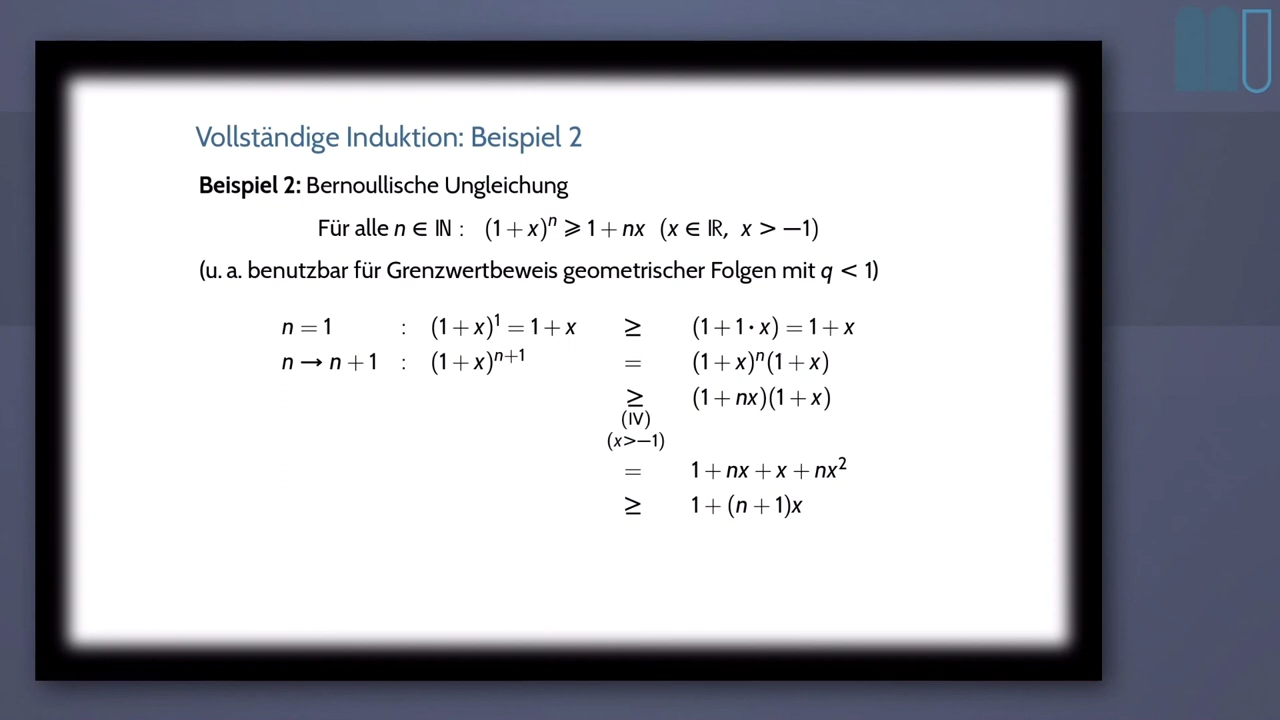 Vollständige Induktion: Beispiel 2
Beispiel 2: Bernoullische Ungleichung
Für alle n ∈ ℕ : (1 + x)ⁿ ⩾ 1 + nx (x ∈ ℝ, x > −1)
(u. a. benutzbar für Grenzwertbeweis geometrischer Folgen mit q < 1)
n = 1 : (1 + x)¹ = 1 + x ≥ (1 + 1 · x) = 1 + x
n → n + 1 : (1 + x)ⁿ⁺¹ = (1 + x)ⁿ(1 + x)
≥ (1 + nx)(1 + x)
(IV)
(x>−1)
= 1 + nx + x + nx²
≥ 1 + (n + 1)x